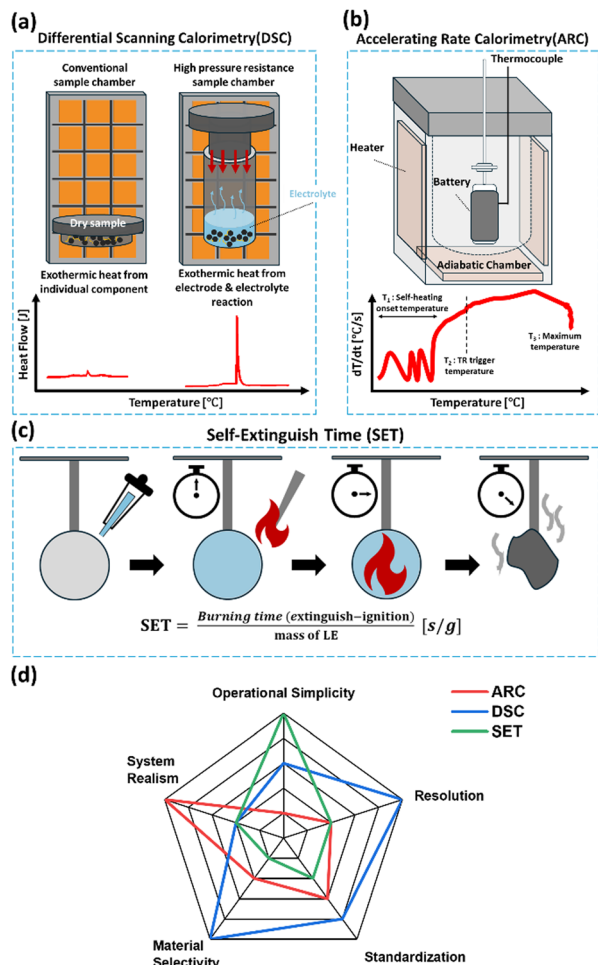 (a)
Differential Scanning Calorimetry(DSC)
Conventional
sample chamber
High pressure resistance
sample chamber
Dry sample
Electrolyte
Exothermic heat from
individual component
Exothermic heat from
electrode & electrolyte
reaction
Heat Flow [J]
Temperature [℃]
(b)
Accelerating Rate Calorimetry(ARC)
Thermocouple
Heater
Battery
Adiabatic Chamber
T₁ : Self-heating
onset temperature
T₂ : TR trigger
temperature
T₃ : Maximum
temperature
dT/dt [℃/s]
Temperature [℃]
(c)
Self-Extinguish Time (SET)
SET = Burning time (extinguish−ignition) / mass of LE [s/g]
(d)
Operational Simplicity
ARC
DSC
SET
System
Realism
Resolution
Material
Selectivity
Standardization